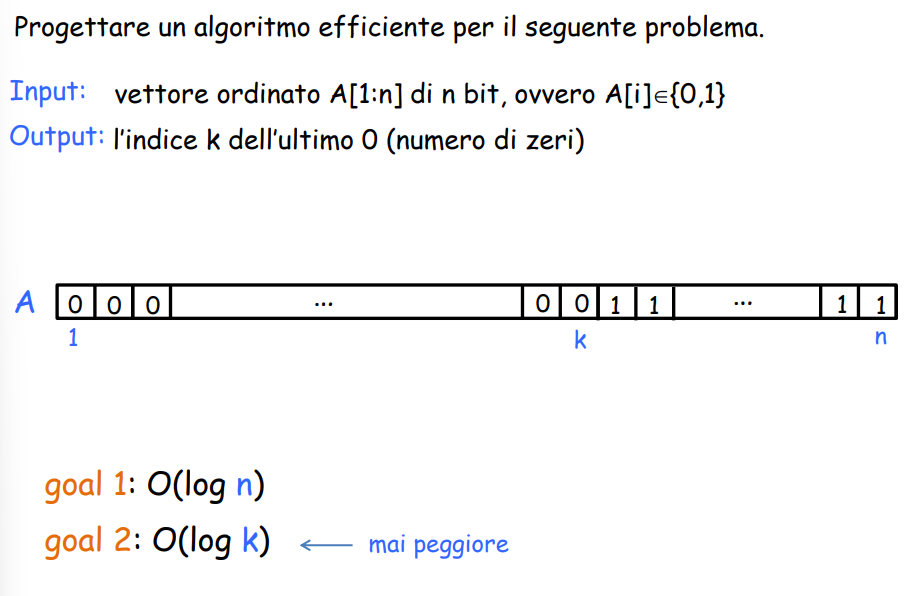 Progettare un algoritmo efficiente per il seguente problema.
Input: vettore ordinato A[1:n] di n bit, ovvero A[i]∈{0,1}
Output: l'indice k dell'ultimo 0 (numero di zeri)
A 0 0 0 ... 0 0 1 1 ... 1 1
1 k n
goal 1: O(log n)
goal 2: O(log k) ← mai peggiore